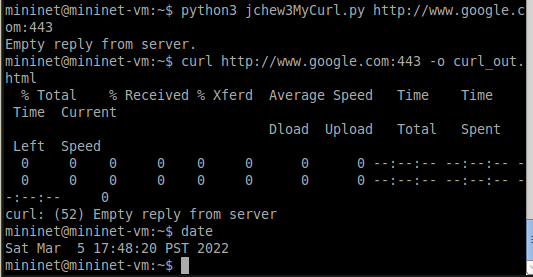 mininet@mininet-vm:~$ python3 jchew3MyCurl.py http://www.google.c
om:443
Empty reply from server.
mininet@mininet-vm:~$ curl http://www.google.com:443 -o curl_out.
html
  % Total    % Received % Xferd  Average Speed   Time    Time    
 Time  Current
                                 Dload  Upload   Total   Spent   
 Left  Speed
  0     0    0     0    0     0      0      0 --:--:-- --:--:-- -
  0     0    0     0    0     0      0      0 --:--:-- --:--:-- -
-:--:--     0
curl: (52) Empty reply from server
mininet@mininet-vm:~$ date
Sat Mar  5 17:48:20 PST 2022
mininet@mininet-vm:~$